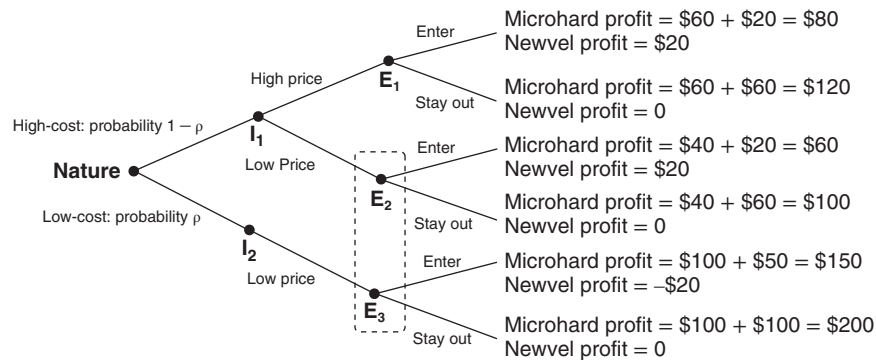 Microhard profit = $60 + $20 = $80
Enter
Newvel profit = $20
High price
E1
Microhard profit = $60 + $60 = $120
Stay out
Newvel profit = 0
High-cost: probability 1 – ρ
I1
Enter
Microhard profit = $40 + $20 = $60
Low Price
Newvel profit = $20
Nature
E2
Microhard profit = $40 + $60 = $100
Stay out
Newvel profit = 0
Low-cost: probability ρ
I2
Enter
Microhard profit = $100 + $50 = $150
Low price
Newvel profit = –$20
E3
Microhard profit = $100 + $100 = $200
Stay out
Newvel profit = 0